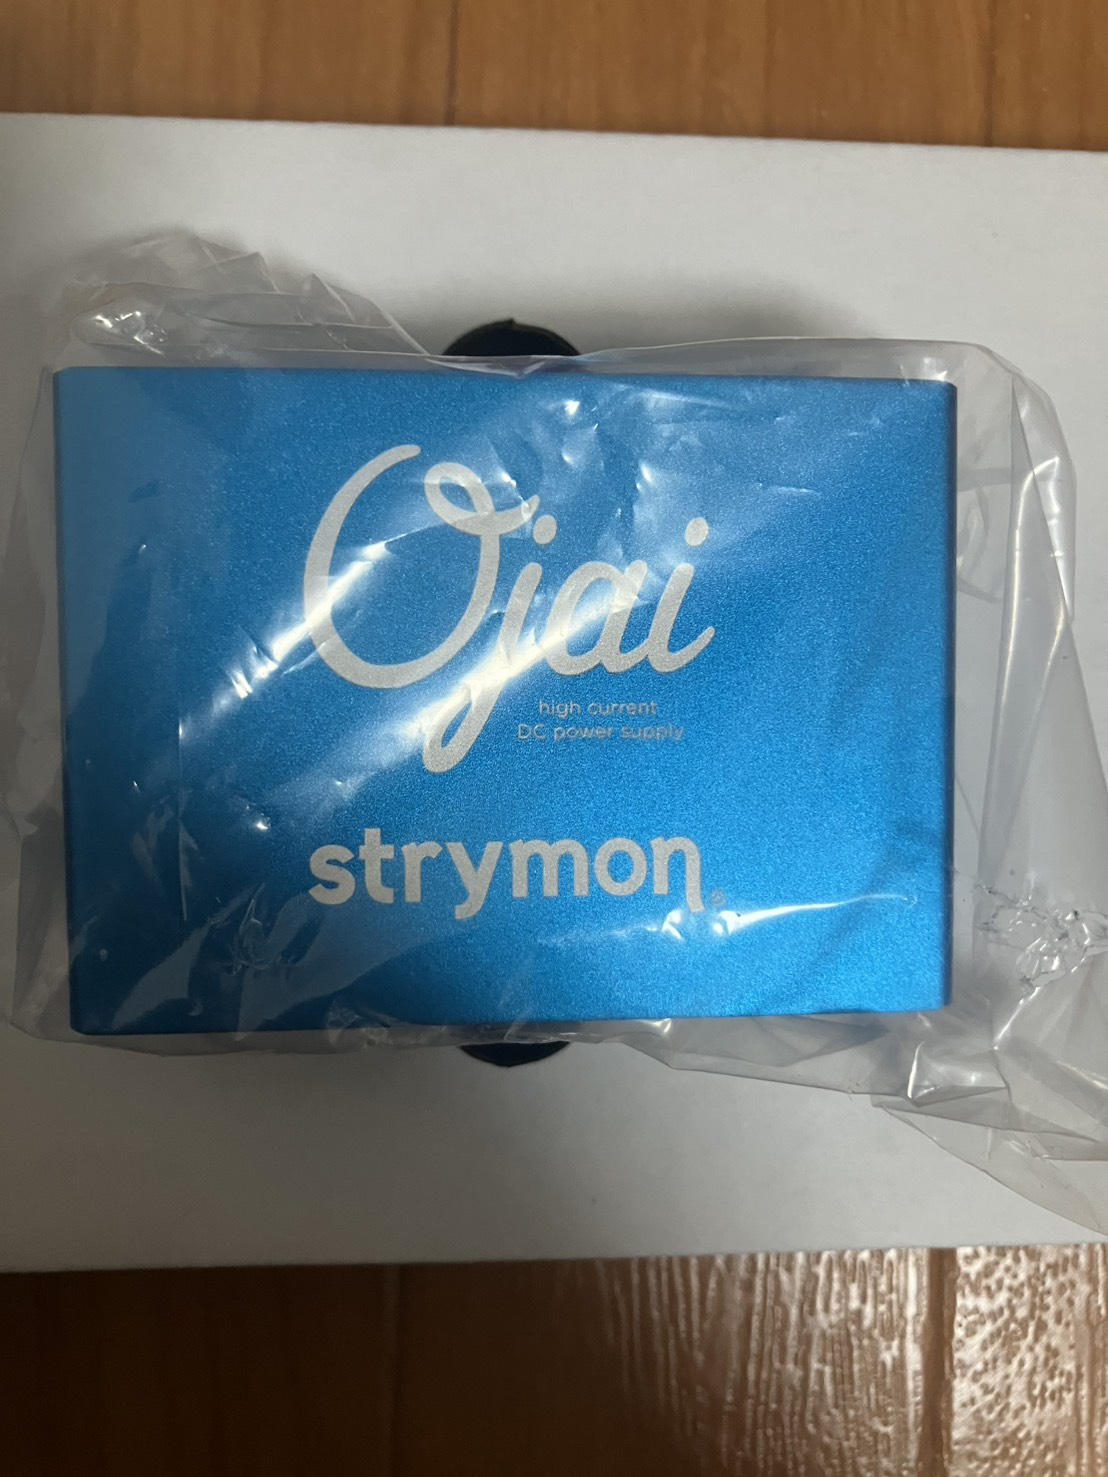 Ojai
high current
DC power supply
strymon®